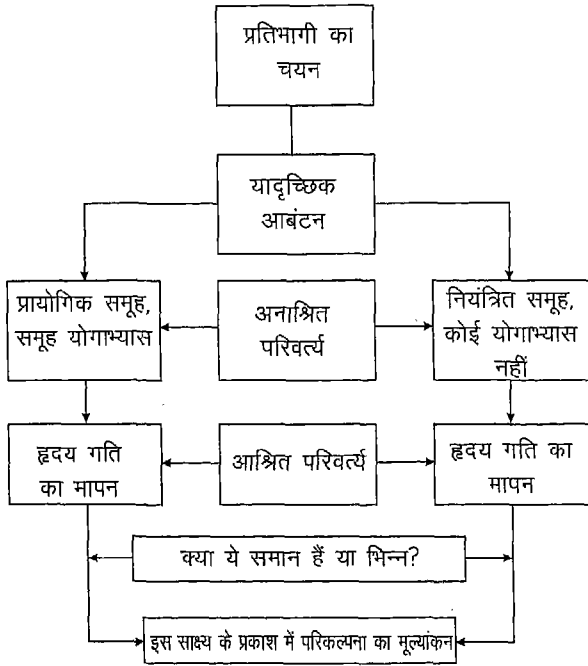 प्रतिभागी का
चयन
यादृच्छिक
आबंटन
प्रायोगिक समूह,
समूह योगाभ्यास
अनाश्रित
परिवर्त्य
नियंत्रित समूह,
कोई योगाभ्यास
नहीं
हृदय गति
का मापन
आश्रित परिवर्त्य
हृदय गति का
मापन
क्या ये समान हैं या भिन्न?
इस साक्ष्य के प्रकाश में परिकल्पना का मूल्यांकन